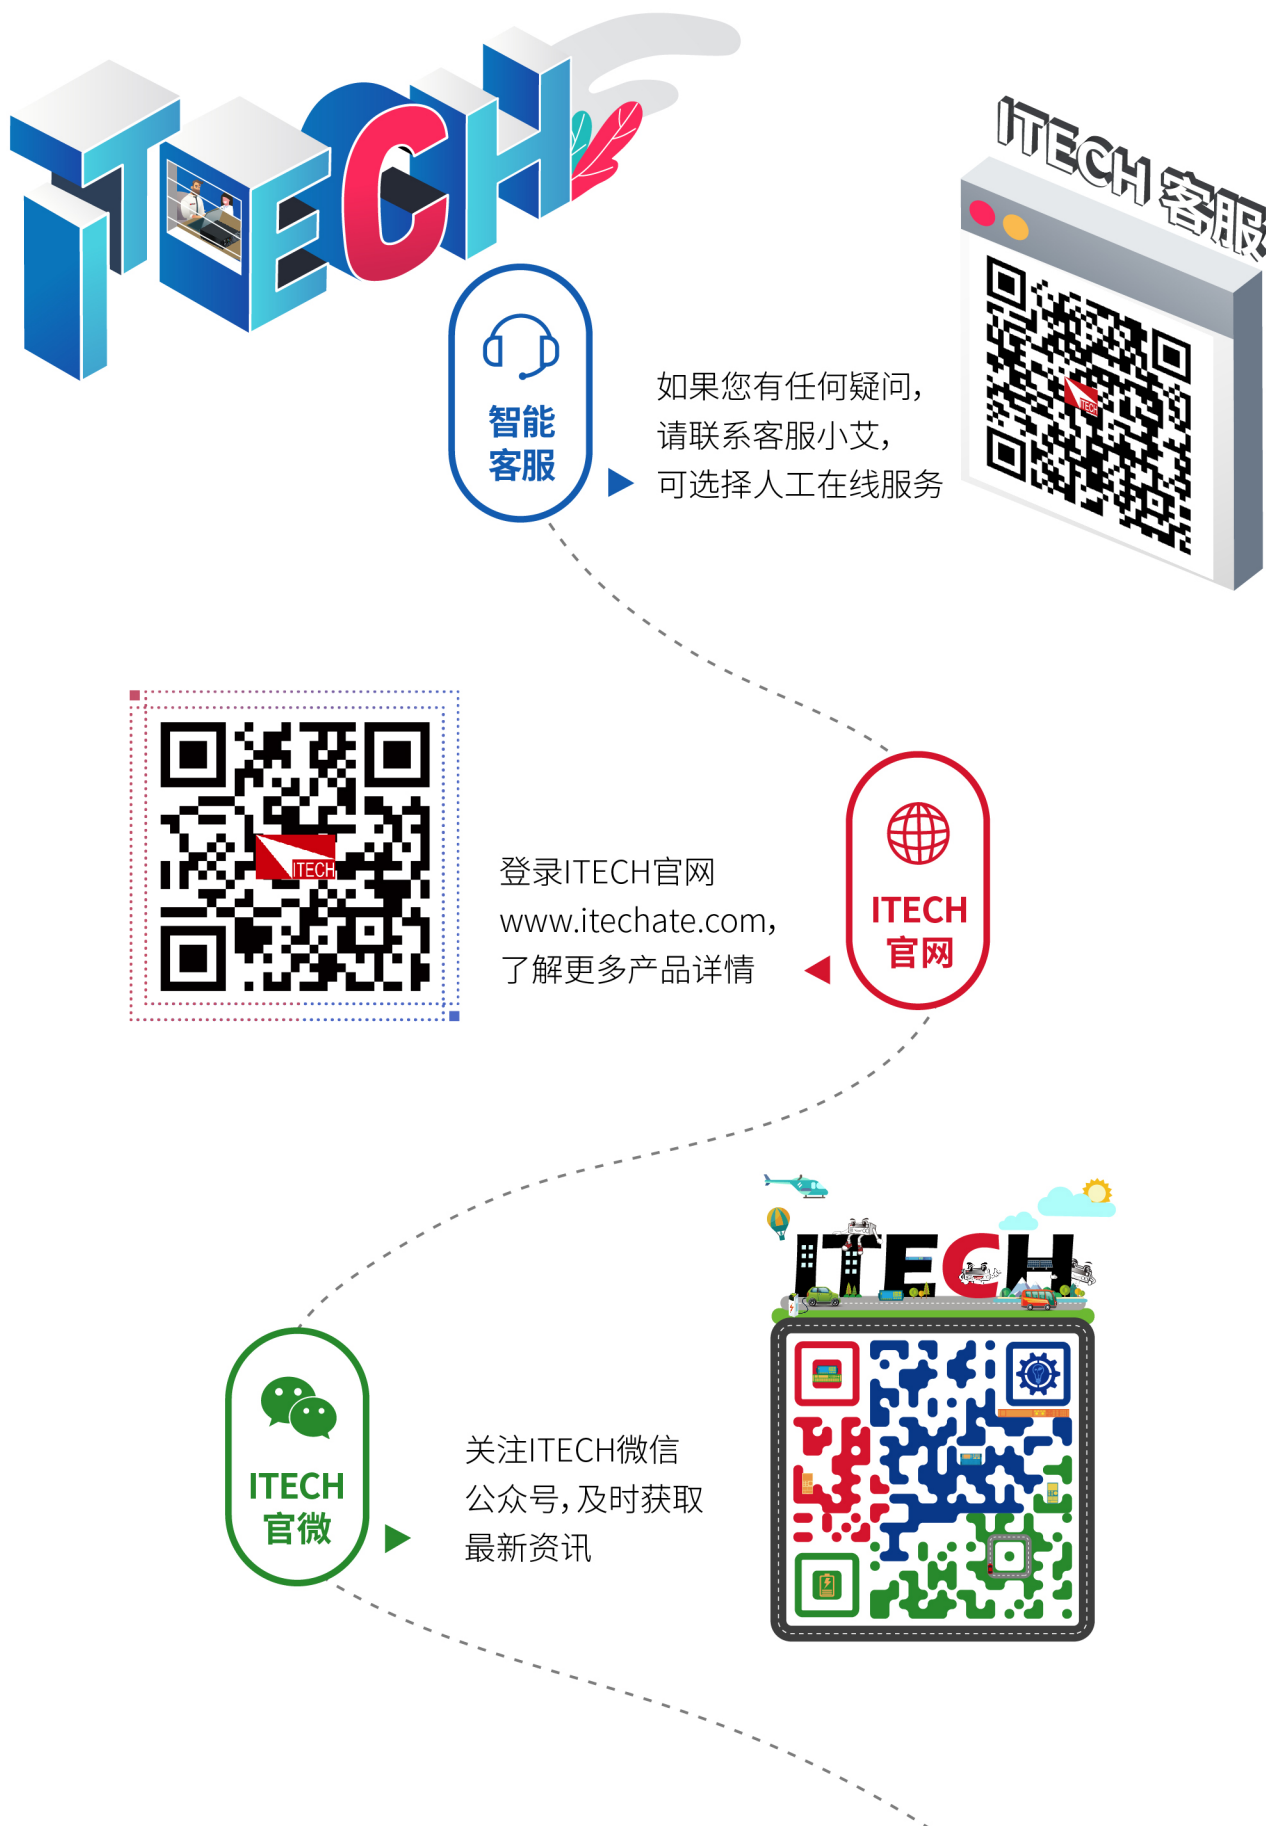 ITECH
ITECH 客服
智能
客服
如果您有任何疑问，
请联系客服小艾，
可选择人工在线服务
ITECH
ITECH
登录ITECH官网
www.itechate.com，
了解更多产品详情
ITECH
官网
ITECH
ITECH
官微
关注ITECH微信
公众号，及时获取
最新资讯